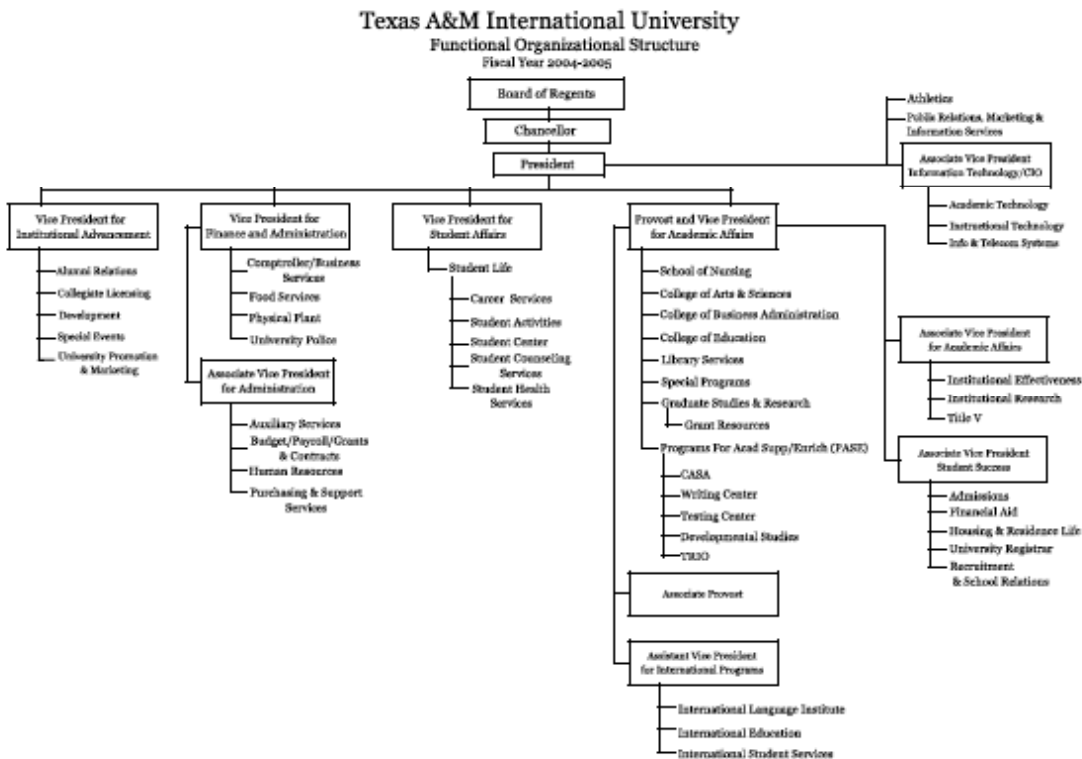 Texas A&M International University
Functional Organizational Structure
Fiscal Year 2004-2005
Board of Regents
Chancellor
President
Athletics
Public Relations, Marketing &
Information Services
Associate Vice President
Information Technology/CIO
Academic Technology
Instructional Technology
Info & Telecom Systems
Vice President for
Institutional Advancement
Alumni Relations
Collegiate Licensing
Development
Special Events
University Promotion
& Marketing
Vice President for
Finance and Administration
Comptroller/Business
Services
Food Services
Physical Plant
University Police
Associate Vice President
for Administration
Auxiliary Services
Budget/Payroll/Grants
& Contracts
Human Resources
Purchasing & Support
Services
Vice President for
Student Affairs
Student Life
Career Services
Student Activities
Student Center
Student Counseling
Services
Student Health
Services
Provost and Vice President
for Academic Affairs
School of Nursing
College of Arts & Sciences
College of Business Administration
College of Education
Library Services
Special Programs
Graduate Studies & Research
Grant Resources
Programs For Acad Supp/Enrich (PASE)
CASA
Writing Center
Testing Center
Developmental Studies
TRIO
Associate Provost
Assistant Vice President
for International Programs
International Language Institute
International Education
International Student Services
Associate Vice President
for Academic Affairs
Institutional Effectiveness
Institutional Research
Title V
Associate Vice President
Student Success
Admissions
Financial Aid
Housing & Residence Life
University Registrar
Recruitment
& School Relations